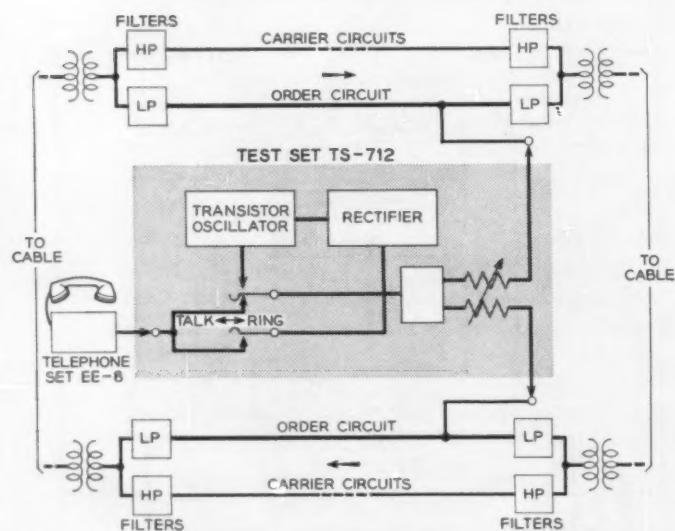 FILTERS
FILTERS
HP
CARRIER CIRCUITS
HP
LP
ORDER CIRCUIT
LP
TEST SET TS-712
TRANSISTOR
OSCILLATOR
RECTIFIER
TO
CABLE
TO
CABLE
TALK
RING
TELEPHONE
SET EE-8
LP
ORDER CIRCUIT
LP
HP
CARRIER CIRCUITS
HP
FILTERS
FILTERS